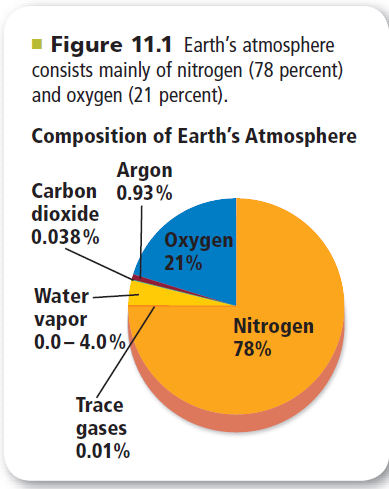 Figure 11.1 Earth's atmosphere
consists mainly of nitrogen (78 percent)
and oxygen (21 percent).
Composition of Earth's Atmosphere
Argon
0.93%
Carbon
dioxide
0.038%
Oxygen
21%
Water
vapor
0.0–4.0%
Nitrogen
78%
Trace
gases
0.01%